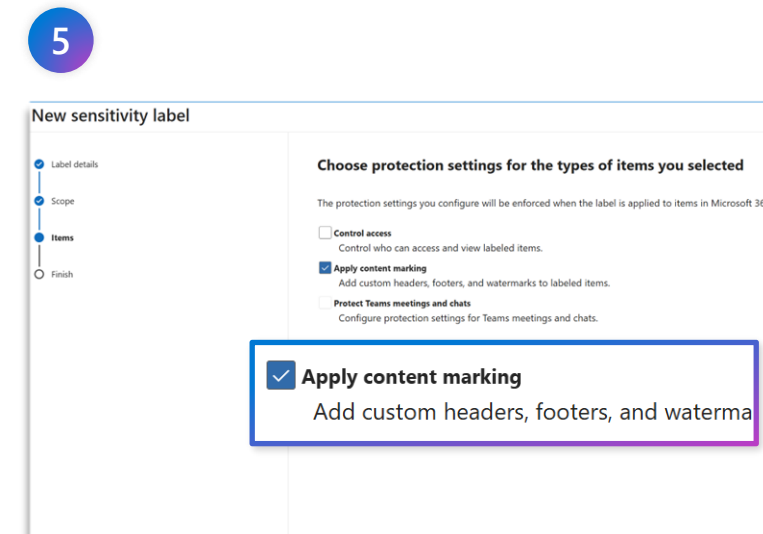 5
New sensitivity label
Label details
Scope
Items
Finish
Choose protection settings for the types of items you selected
The protection settings you configure will be enforced when the label is applied to items in Microsoft 36
Control access
Control who can access and view labeled items.
Apply content marking
Add custom headers, footers, and watermarks to labeled items.
Protect Teams meetings and chats
Configure protection settings for Teams meetings and chats.
Apply content marking
Add custom headers, footers, and waterma